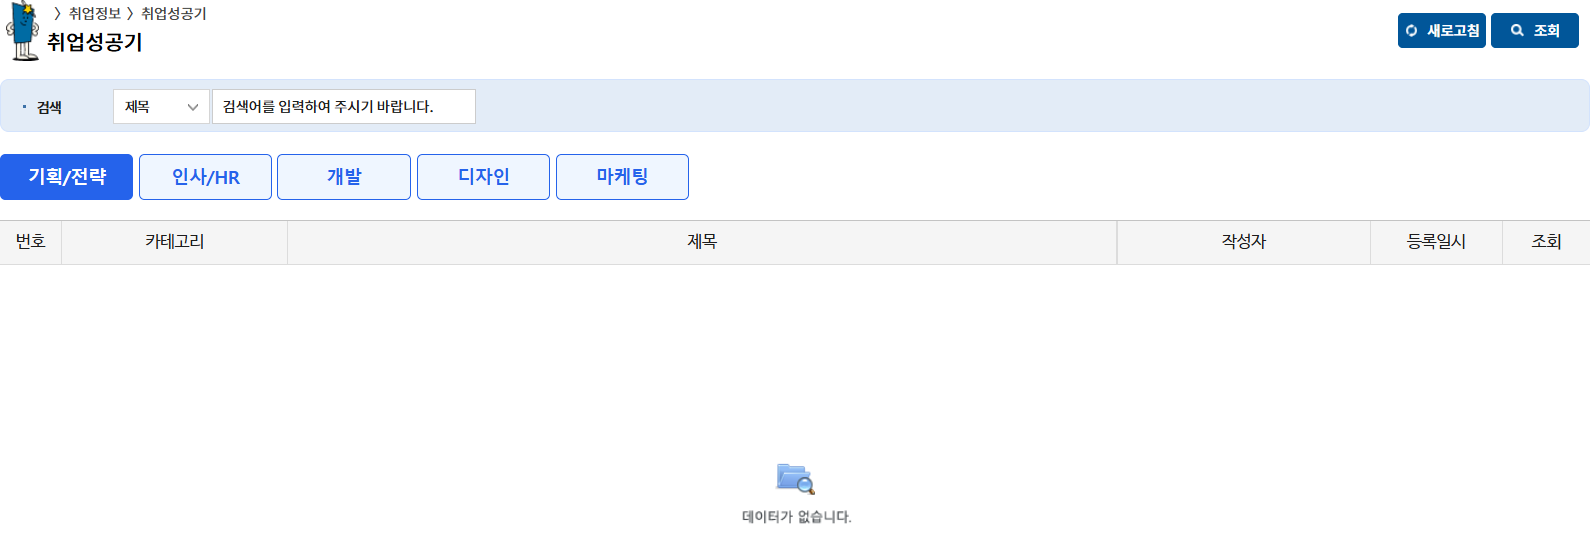 〉 취업정보 〉 취업성공기
취업성공기
새로고침 조회
· 검색 제목 검색어를 입력하여 주시기 바랍니다.
기획/전략 인사/HR 개발 디자인 마케팅
번호 카테고리 제목 작성자 등록일시 조회
데이터가 없습니다.